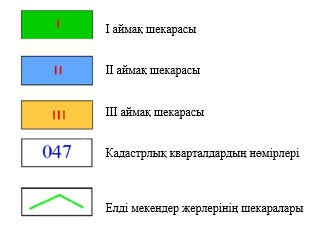 I
I аймақ шекарасы
II
II аймақ шекарасы
III
III аймақ шекарасы
047
Кадастрлық кварталдардың нөмірлері
Елді мекендер жерлерінің шекаралары